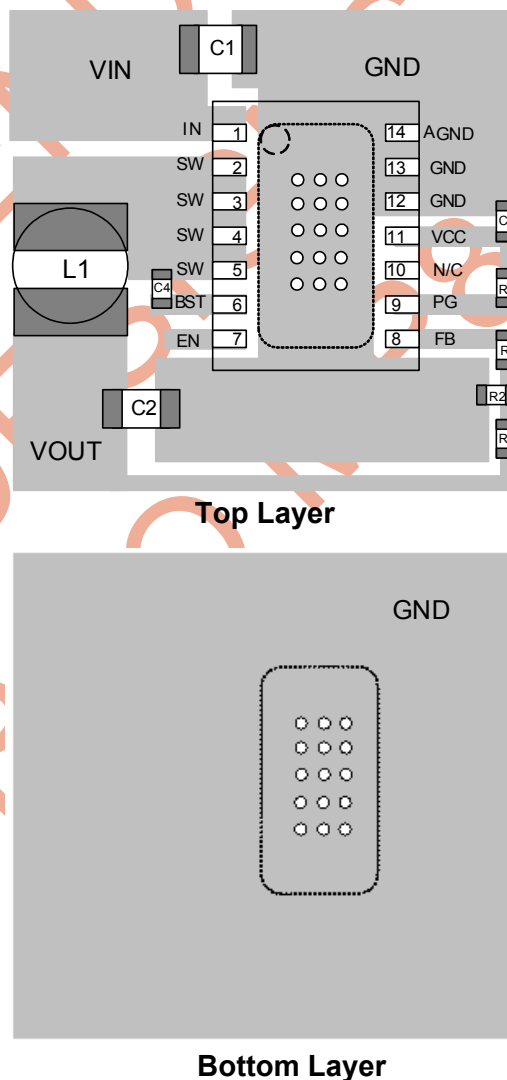 C1
VIN
GND
IN 1 14 AGND
SW 2 13 GND
SW 3 12 GND
C
SW 4 11 VCC
L1
SW 5 10 N/C
C4
R
BST 6 9 PG
EN 7 8 FB
R
R2
C2
R
VOUT
Top Layer
GND
Bottom Layer